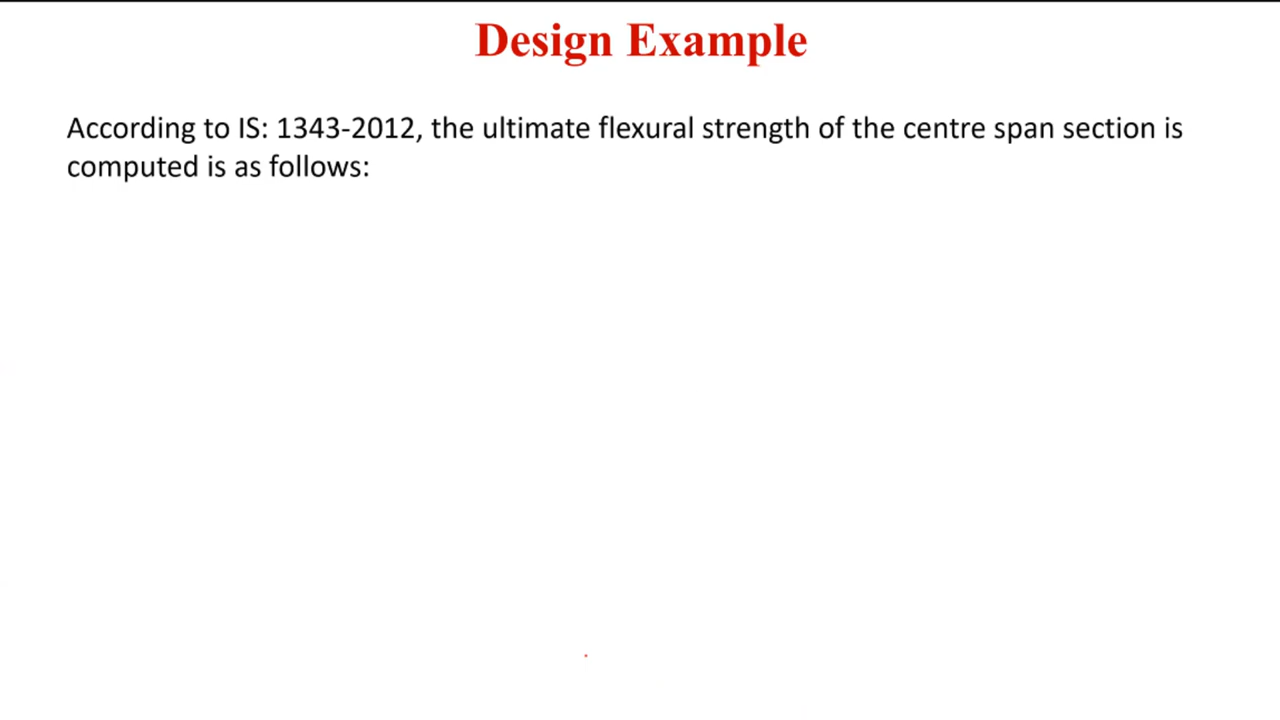 Design Example
According to IS: 1343-2012, the ultimate flexural strength of the centre span section is
computed is as follows: